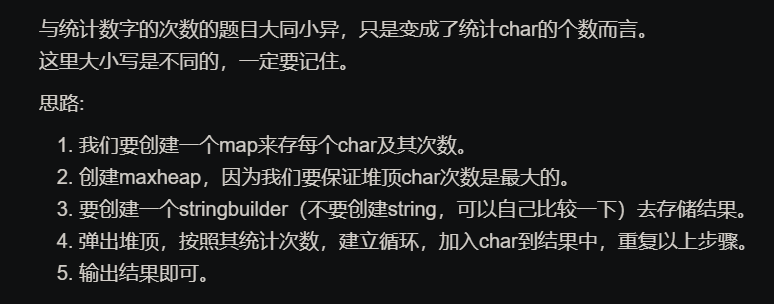 与统计数字的次数的题目大同小异，只是变成了统计char的个数而言。
这里大小写是不同的，一定要记住。
思路:
1. 我们要创建一个map来存每个char及其次数。
2. 创建maxheap，因为我们要保证堆顶char次数是最大的。
3. 要创建一个stringbuilder（不要创建string，可以自己比较一下）去存储结果。
4. 弹出堆顶，按照其统计次数，建立循环，加入char到结果中，重复以上步骤。
5. 输出结果即可。